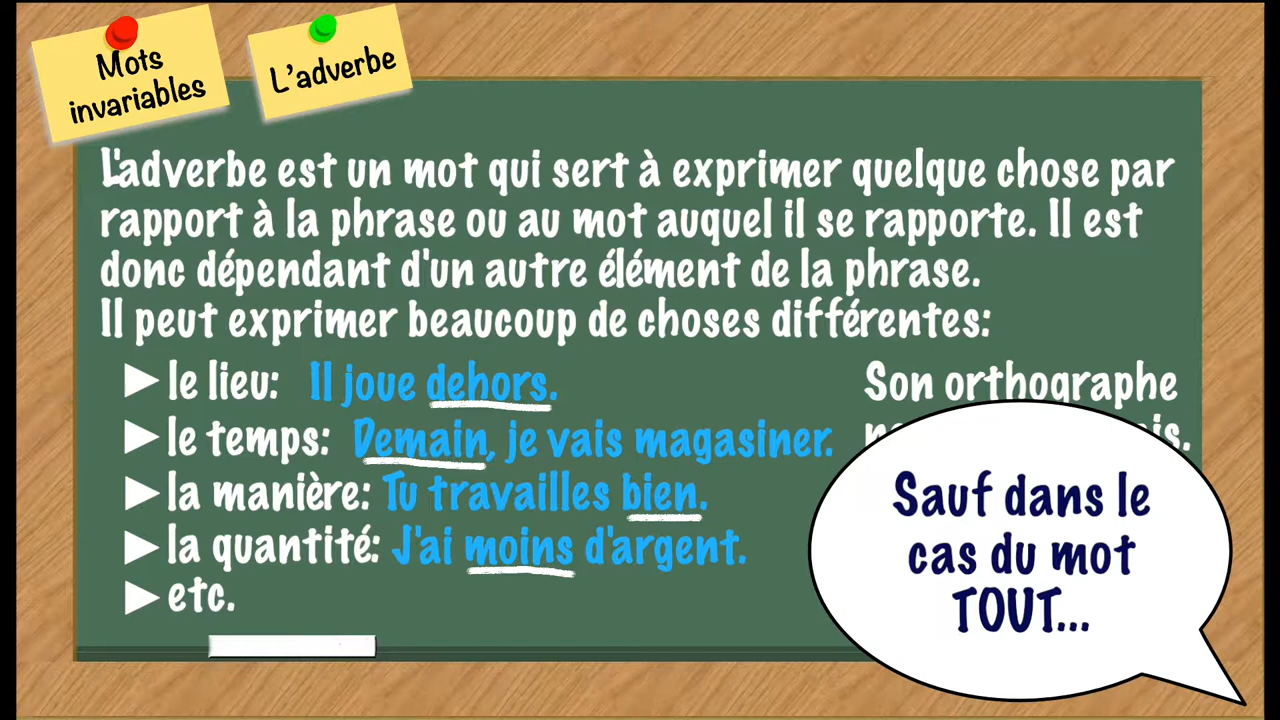 Mots
invariables
L'adverbe
L'adverbe est un mot qui sert à exprimer quelque chose par
rapport à la phrase ou au mot auquel il se rapporte. Il est
donc dépendant d'un autre élément de la phrase.
Il peut exprimer beaucoup de choses différentes:
► le lieu: Il joue dehors.
► le temps: Demain, je vais magasiner.
► la manière: Tu travailles bien.
► la quantité: J'ai moins d'argent.
► etc.
Son orthographe
Sauf dans le
cas du mot
TOUT...